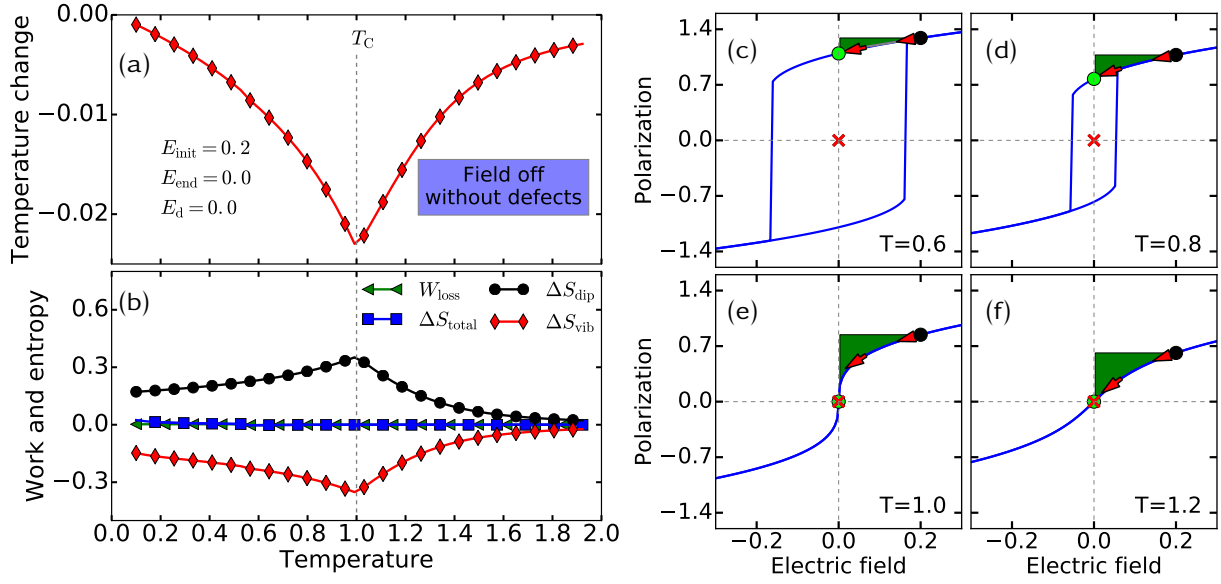 0.00
−0.01
−0.02
Temperature change
(a)
T_C
E_init = 0.2
E_end = 0.0
E_d = 0.0
Field off
without defects
0.6
0.3
0.0
−0.3
Work and entropy
(b)
W_loss
ΔS_dip
ΔS_total
ΔS_vib
0.0 0.2 0.4 0.6 0.8 1.0 1.2 1.4 1.6 1.8 2.0
Temperature
1.4
0.7
0.0
−0.7
−1.4
Polarization
(c)
T=0.6
(d)
Polarization
T=0.8
1.4
0.7
0.0
−0.7
−1.4
Polarization
(e)
T=1.0
(f)
T=1.2
−0.2 0.0 0.2
Electric field
−0.2 0.0 0.2
Electric field